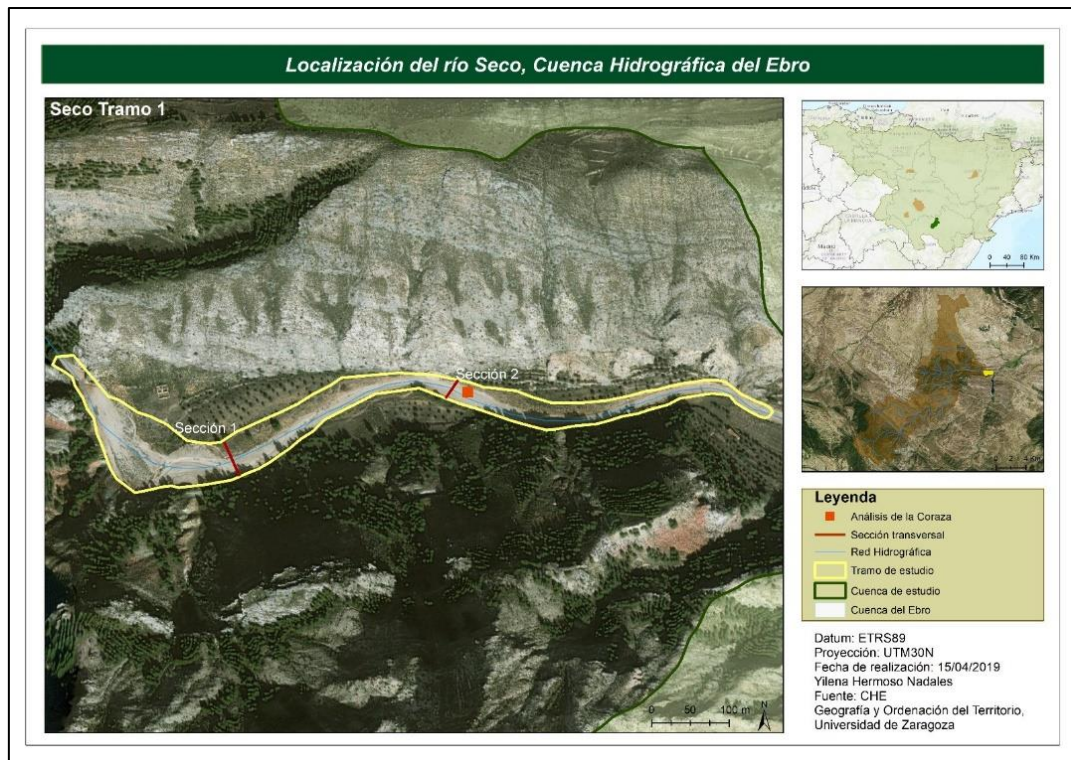 Localización del río Seco, Cuenca Hidrográfica del Ebro
Seco Tramo 1
Sección 1
Sección 2
0 50 100 m
N
0 40 80 Km
Leyenda
Análisis de la Coraza
Sección transversal
Red Hidrográfica
Tramo de estudio
Cuenca de estudio
Cuenca del Ebro
Datum: ETRS89
Proyección: UTM30N
Fecha de realización: 15/04/2019
Yilena Hermoso Nadales
Fuente: CHE
Geografía y Ordenación del Territorio,
Universidad de Zaragoza